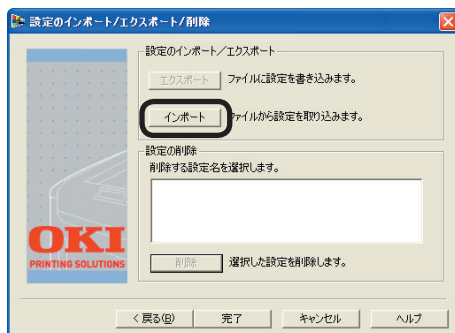 設定のインポート/エクスポート/削除
設定のインポート/エクスポート
エクスポート ファイルに設定を書き込みます。
インポート ファイルから設定を取り込みます。
設定の削除
削除する設定名を選択します。
OKI
PRINTING SOLUTIONS
削除 選択した設定を削除します。
< 戻る(B) 完了 キャンセル ヘルプ